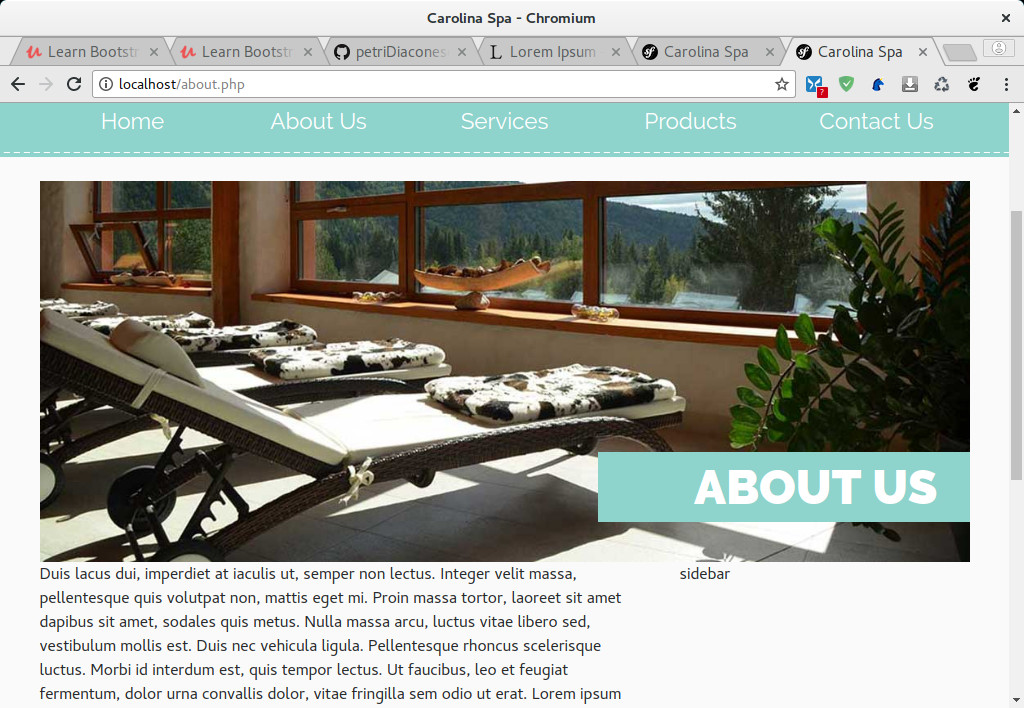 Carolina Spa - Chromium
Learn Bootst
Learn Bootst
petriDiacones
Lorem Ipsum
Carolina Spa
Carolina Spa
localhost/about.php
?
Home About Us Services Products Contact Us
ABOUT US
Duis lacus dui, imperdiet at iaculis ut, semper non lectus. Integer velit massa,
pellentesque quis volutpat non, mattis eget mi. Proin massa tortor, laoreet sit amet
dapibus sit amet, sodales quis metus. Nulla massa arcu, luctus vitae libero sed,
vestibulum mollis est. Duis nec vehicula ligula. Pellentesque rhoncus scelerisque
luctus. Morbi id interdum est, quis tempor lectus. Ut faucibus, leo et feugiat
fermentum, dolor urna convallis dolor, vitae fringilla sem odio ut erat. Lorem ipsum
sidebar